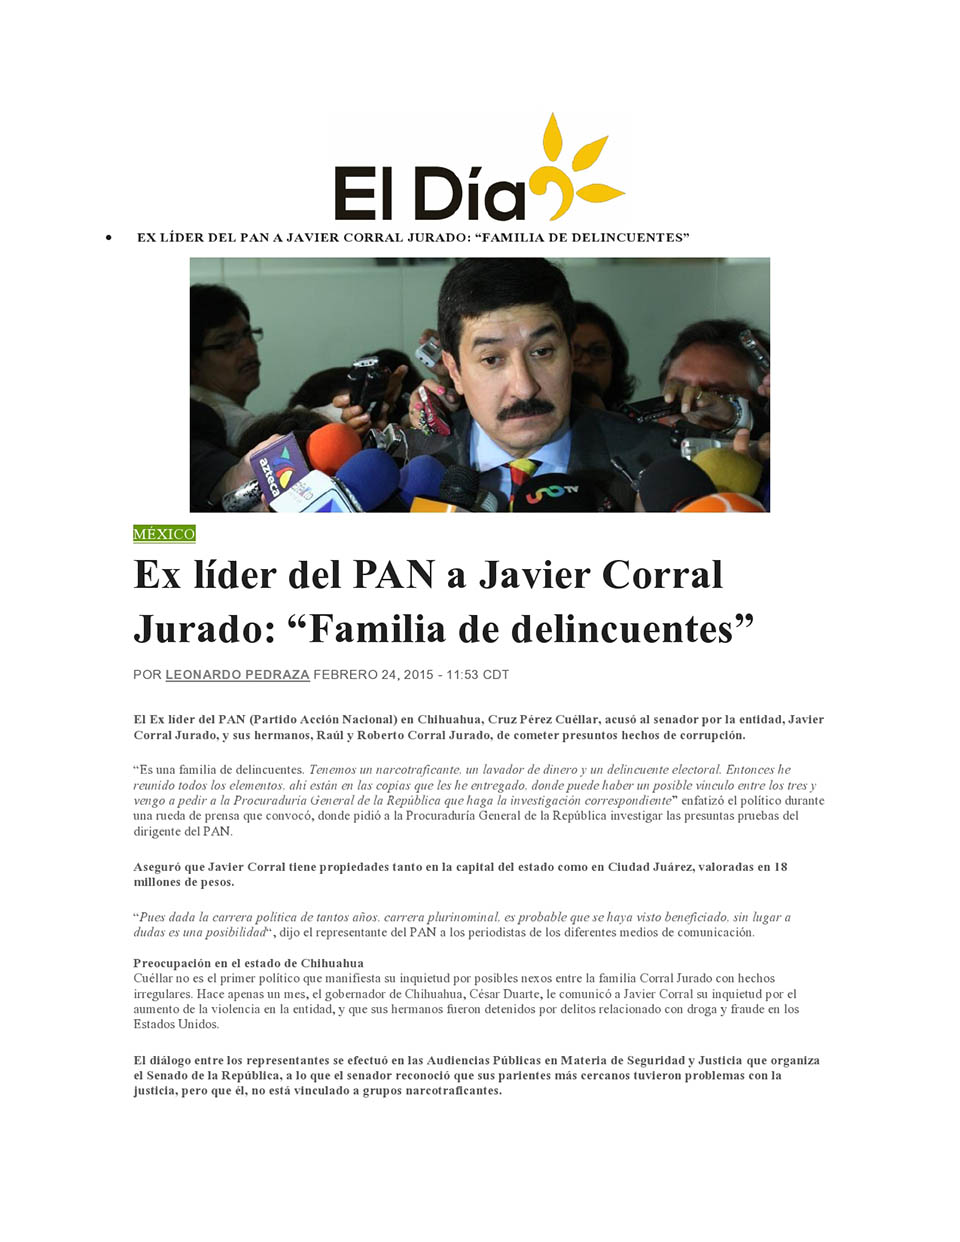 El Día
• EX LÍDER DEL PAN A JAVIER CORRAL JURADO: “FAMILIA DE DELINCUENTES”
azteca
UNOTV
MÉXICO
Ex líder del PAN a Javier Corral
Jurado: “Familia de delincuentes”
POR LEONARDO PEDRAZA FEBRERO 24, 2015 - 11:53 CDT
El Ex líder del PAN (Partido Acción Nacional) en Chihuahua, Cruz Pérez Cuéllar, acusó al senador por la entidad, Javier
Corral Jurado, y sus hermanos, Raúl y Roberto Corral Jurado, de cometer presuntos hechos de corrupción.
“Es una familia de delincuentes. Tenemos un narcotraficante, un lavador de dinero y un delincuente electoral. Entonces he
reunido todos los elementos, ahí están en las copias que les he entregado, donde puede haber un posible vínculo entre los tres y
vengo a pedir a la Procuraduría General de la República que haga la investigación correspondiente” enfatizó el político durante
una rueda de prensa que convocó, donde pidió a la Procuraduría General de la República investigar las presuntas pruebas del
dirigente del PAN.
Aseguró que Javier Corral tiene propiedades tanto en la capital del estado como en Ciudad Juárez, valoradas en 18
millones de pesos.
“Pues dada la carrera política de tantos años, carrera plurinominal, es probable que se haya visto beneficiado, sin lugar a
dudas es una posibilidad“, dijo el representante del PAN a los periodistas de los diferentes medios de comunicación.
Preocupación en el estado de Chihuahua
Cuéllar no es el primer político que manifiesta su inquietud por posibles nexos entre la familia Corral Jurado con hechos
irregulares. Hace apenas un mes, el gobernador de Chihuahua, César Duarte, le comunicó a Javier Corral su inquietud por el
aumento de la violencia en la entidad, y que sus hermanos fueron detenidos por delitos relacionado con droga y fraude en los
Estados Unidos.
El diálogo entre los representantes se efectuó en las Audiencias Públicas en Materia de Seguridad y Justicia que organiza
el Senado de la República, a lo que el senador reconoció que sus parientes más cercanos tuvieron problemas con la
justicia, pero que él, no está vinculado a grupos narcotraficantes.